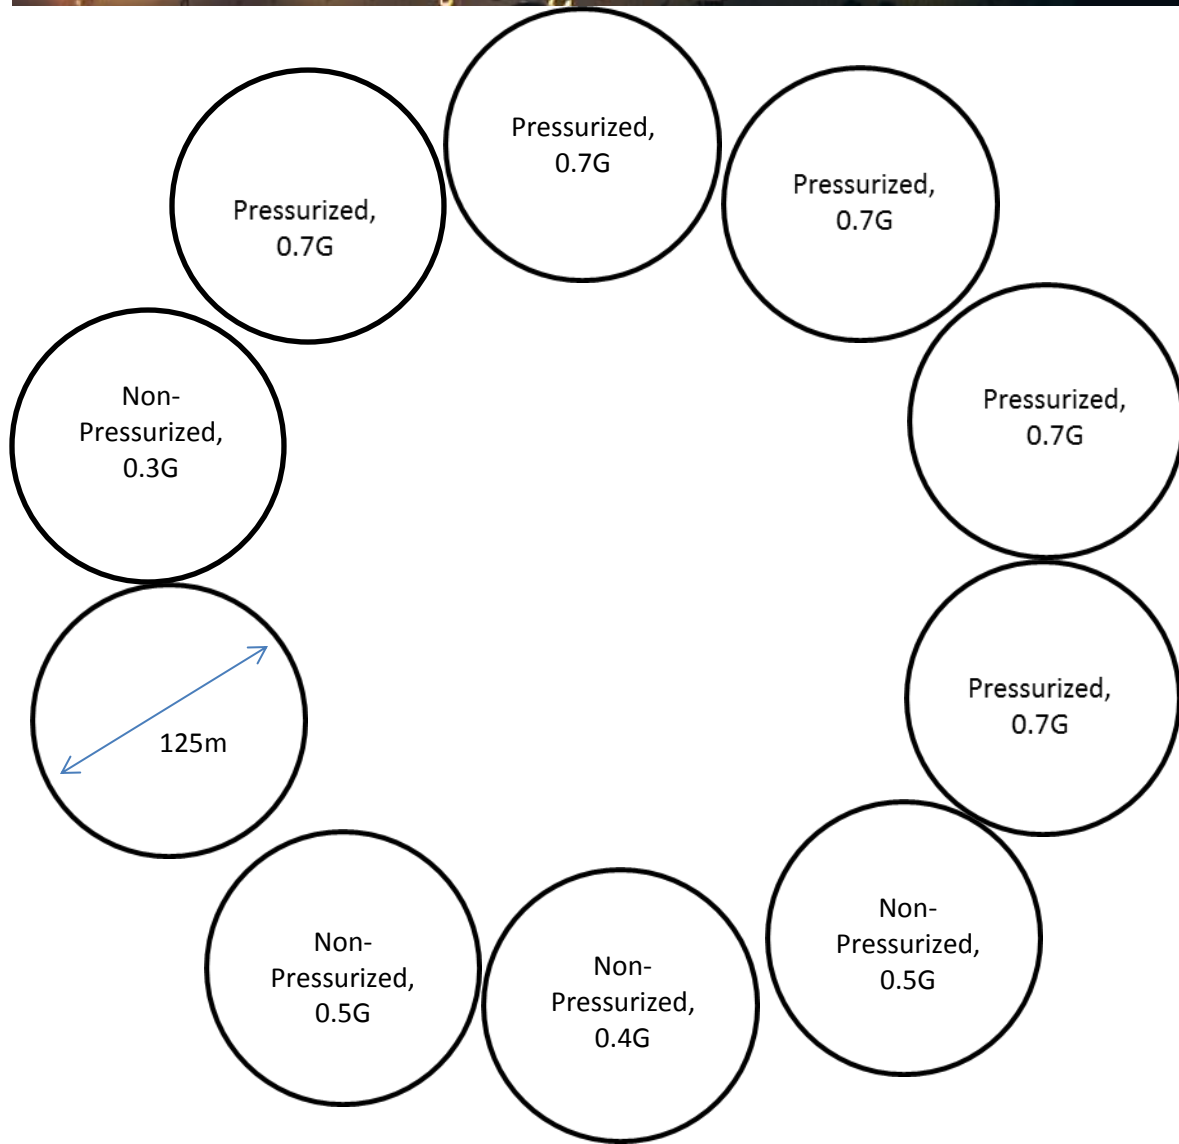 Pressurized,
0.7G
Pressurized,
0.7G
Pressurized,
0.7G
Non-
Pressurized,
0.3G
Pressurized,
0.7G
Pressurized,
0.7G
125m
Non-
Pressurized,
0.5G
Non-
Pressurized,
0.4G
Non-
Pressurized,
0.5G